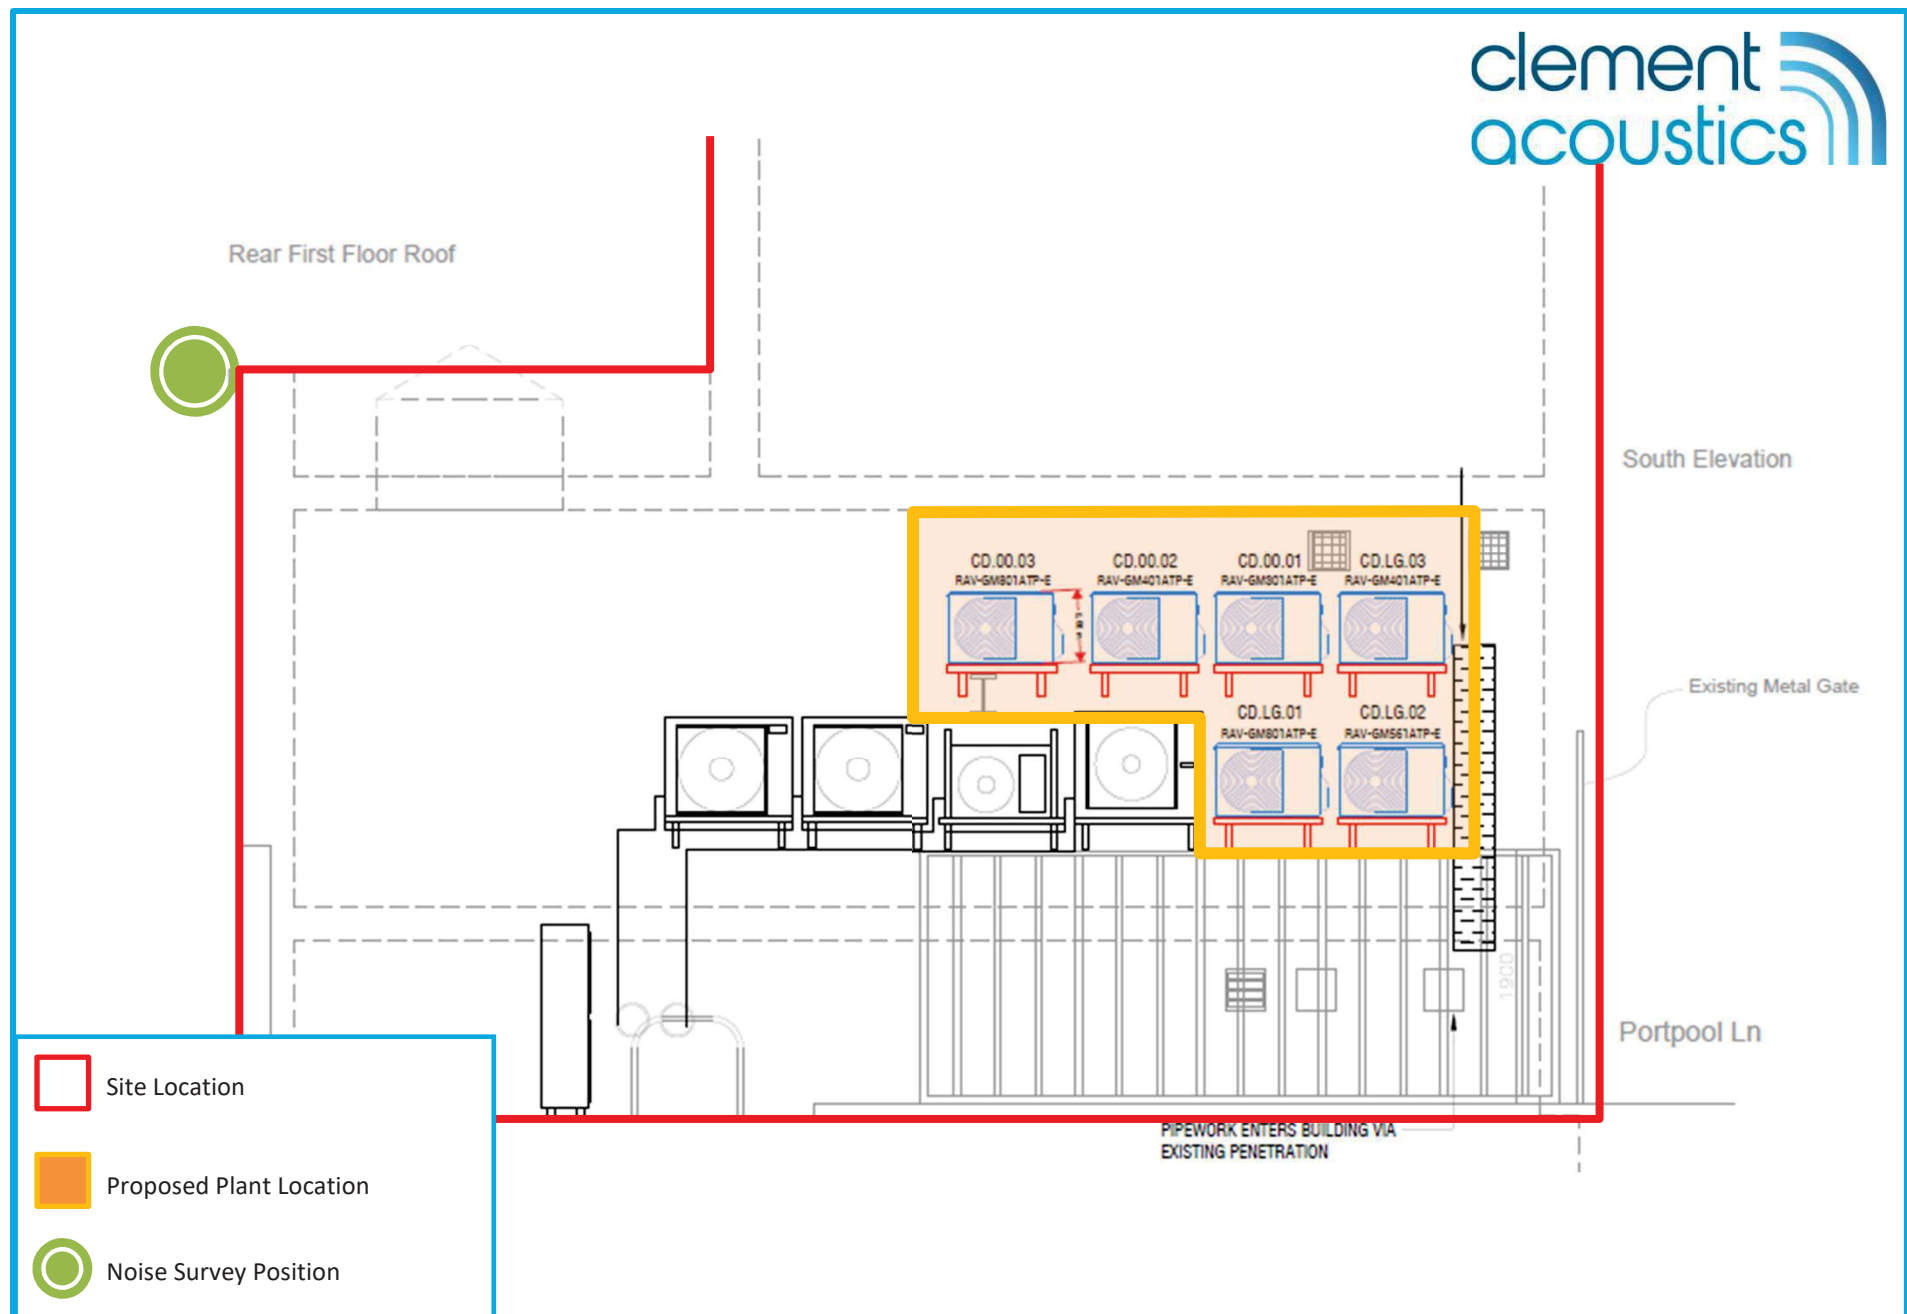 clement
acoustics
Rear First Floor Roof
South Elevation
CD.00.03
RAV-GM801ATP-E
CD.00.02
RAV-GM401ATP-E
CD.00.01
RAV-GM301ATP-E
CD.LG.03
RAV-GM401ATP-E
Existing Metal Gate
CD.LG.01
RAV-GM801ATP-E
CD.LG.02
RAV-GM561ATP-E
1900
Portpool Ln
PIPEWORK ENTERS BUILDING VIA
EXISTING PENETRATION
Site Location
Proposed Plant Location
Noise Survey Position